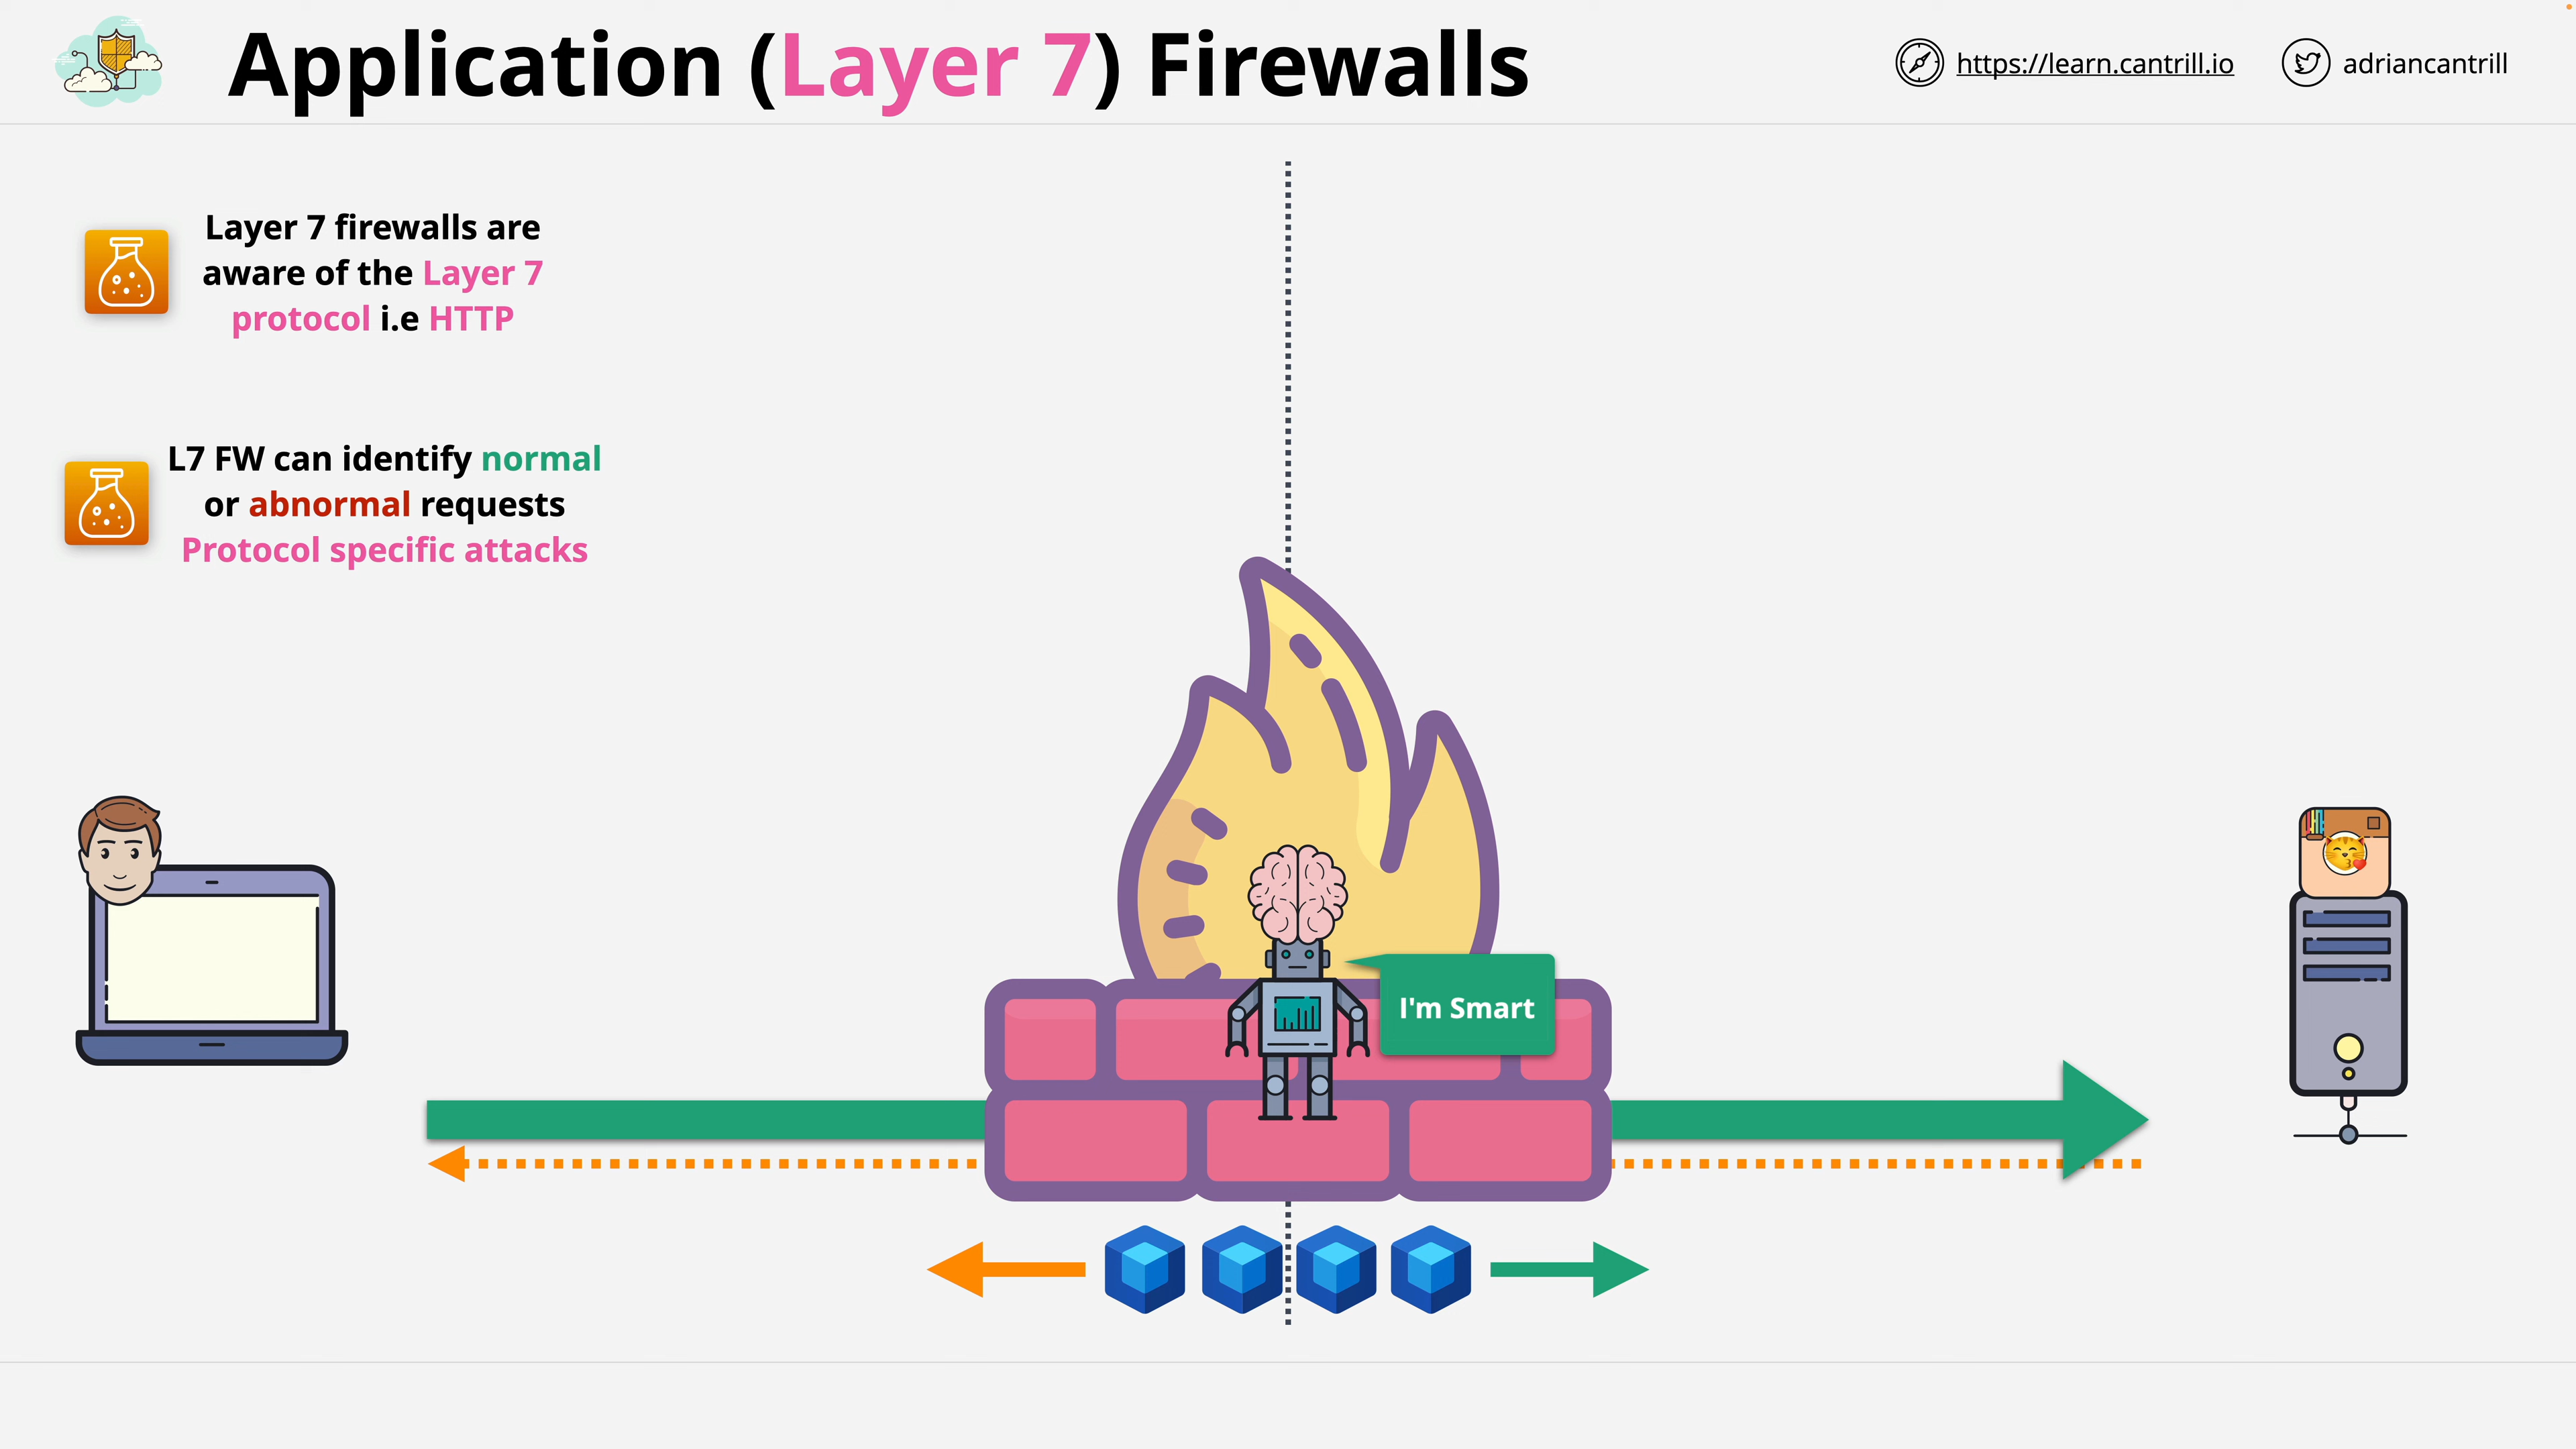 Application (Layer 7) Firewalls
https://learn.cantrill.io
adriancantrill
Layer 7 firewalls are
aware of the Layer 7
protocol i.e HTTP
L7 FW can identify normal
or abnormal requests
Protocol specific attacks
I'm Smart